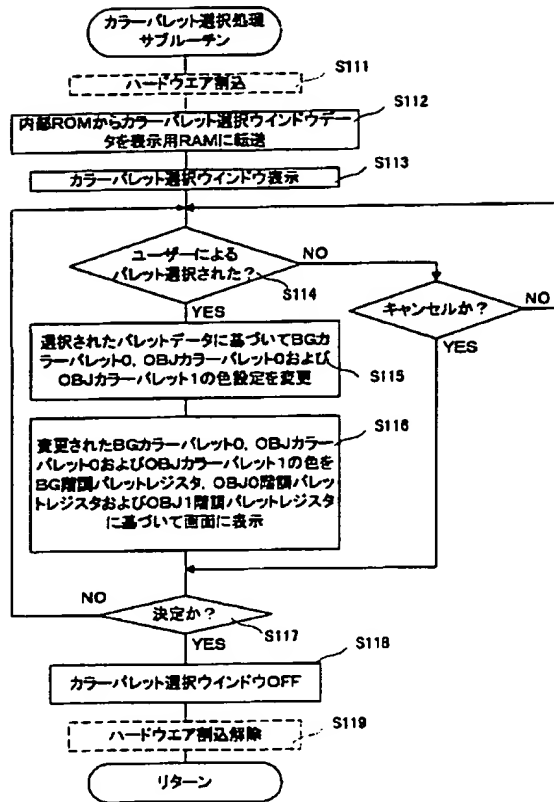 カラーパレット選択処理
サブルーチン
S111
ハードウエア割込
S112
内部ROMからカラーパレット選択ウインドウデー
タを表示用RAMに転送
S113
カラーパレット選択ウインドウ表示
ユーザーによる
パレット選択された？
NO
S114
YES
キャンセルか？
NO
YES
選択されたパレットデータに基づいてBGカ
ラーパレット0, OBJカラーパレット0および
OBJカラーパレット1の色設定を変更
S115
S116
変更されたBGカラーパレット0, OBJカラー
パレット0およびOBJカラーパレット1の色を
BG階調パレットレジスタ, OBJ0階調パレッ
トレジスタおよびOBJ1階調パレットレジスタ
に基づいて画面に表示
NO
決定か？
S117
YES
S118
カラーパレット選択ウインドウOFF
ハードウエア割込解除
S119
リターン